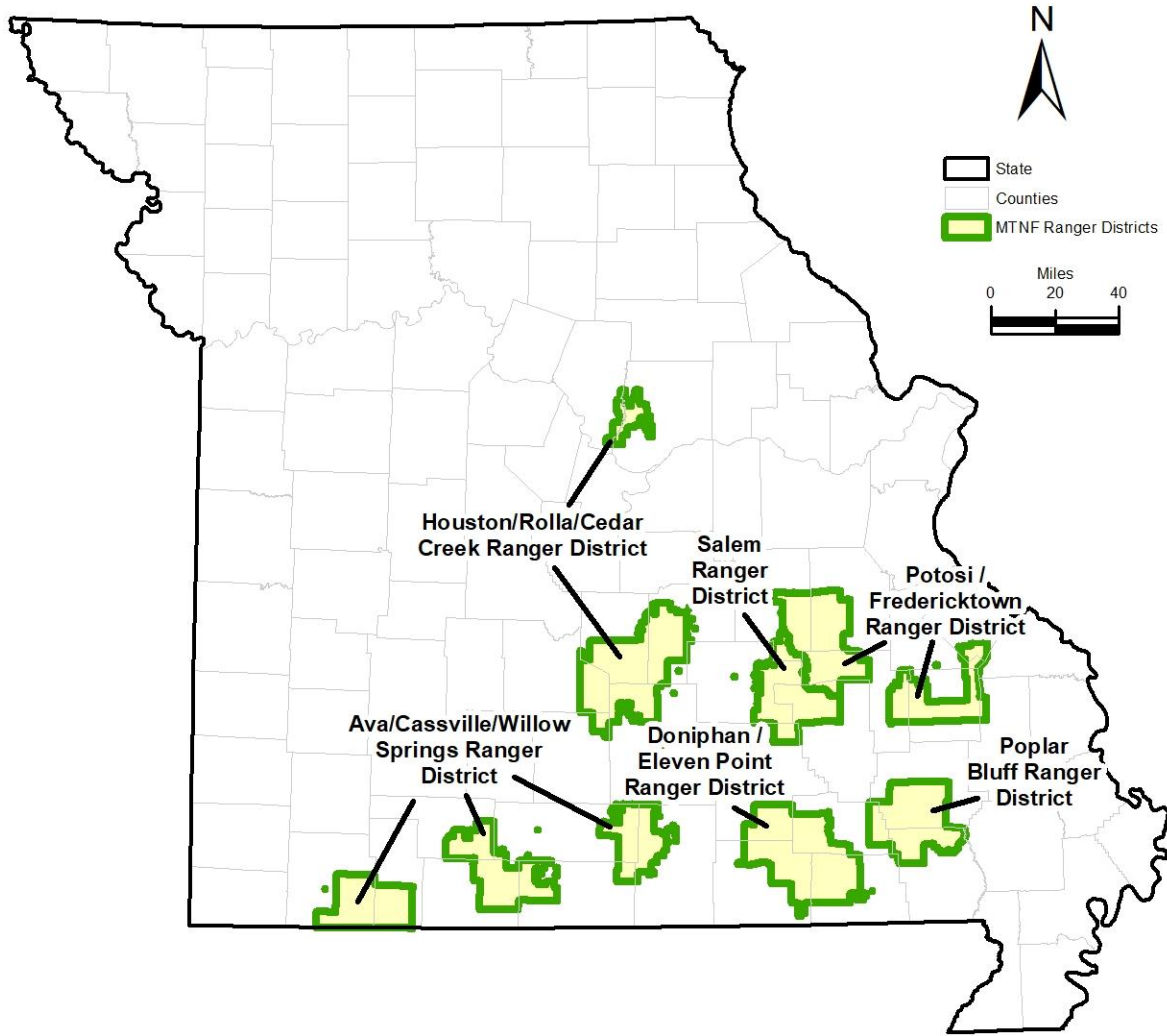 N
State
Counties
MTNF Ranger Districts
Miles
0 20 40
Houston/Rolla/Cedar
Creek Ranger District
Salem
Ranger
District
Potosi /
Fredericktown
Ranger District
Ava/Cassville/Willow
Springs Ranger
District
Doniphan /
Eleven Point
Ranger District
Poplar
Bluff Ranger
District